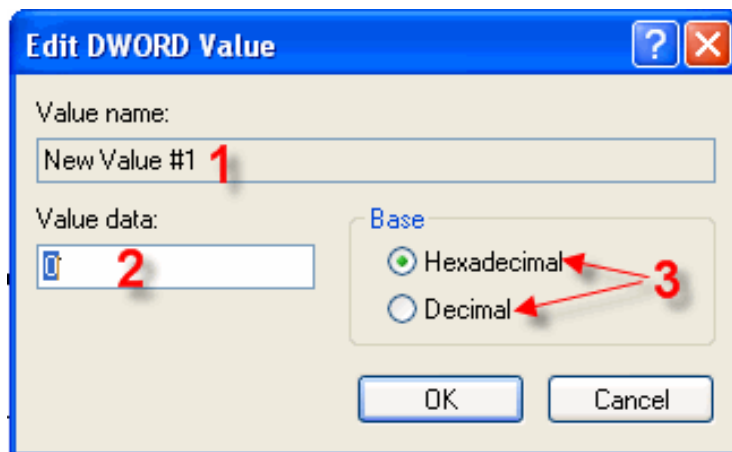 Edit DWORD Value
?
Value name:
New Value #1 1
Value data:
0 2
Base
Hexadecimal
Decimal
3
OK
Cancel